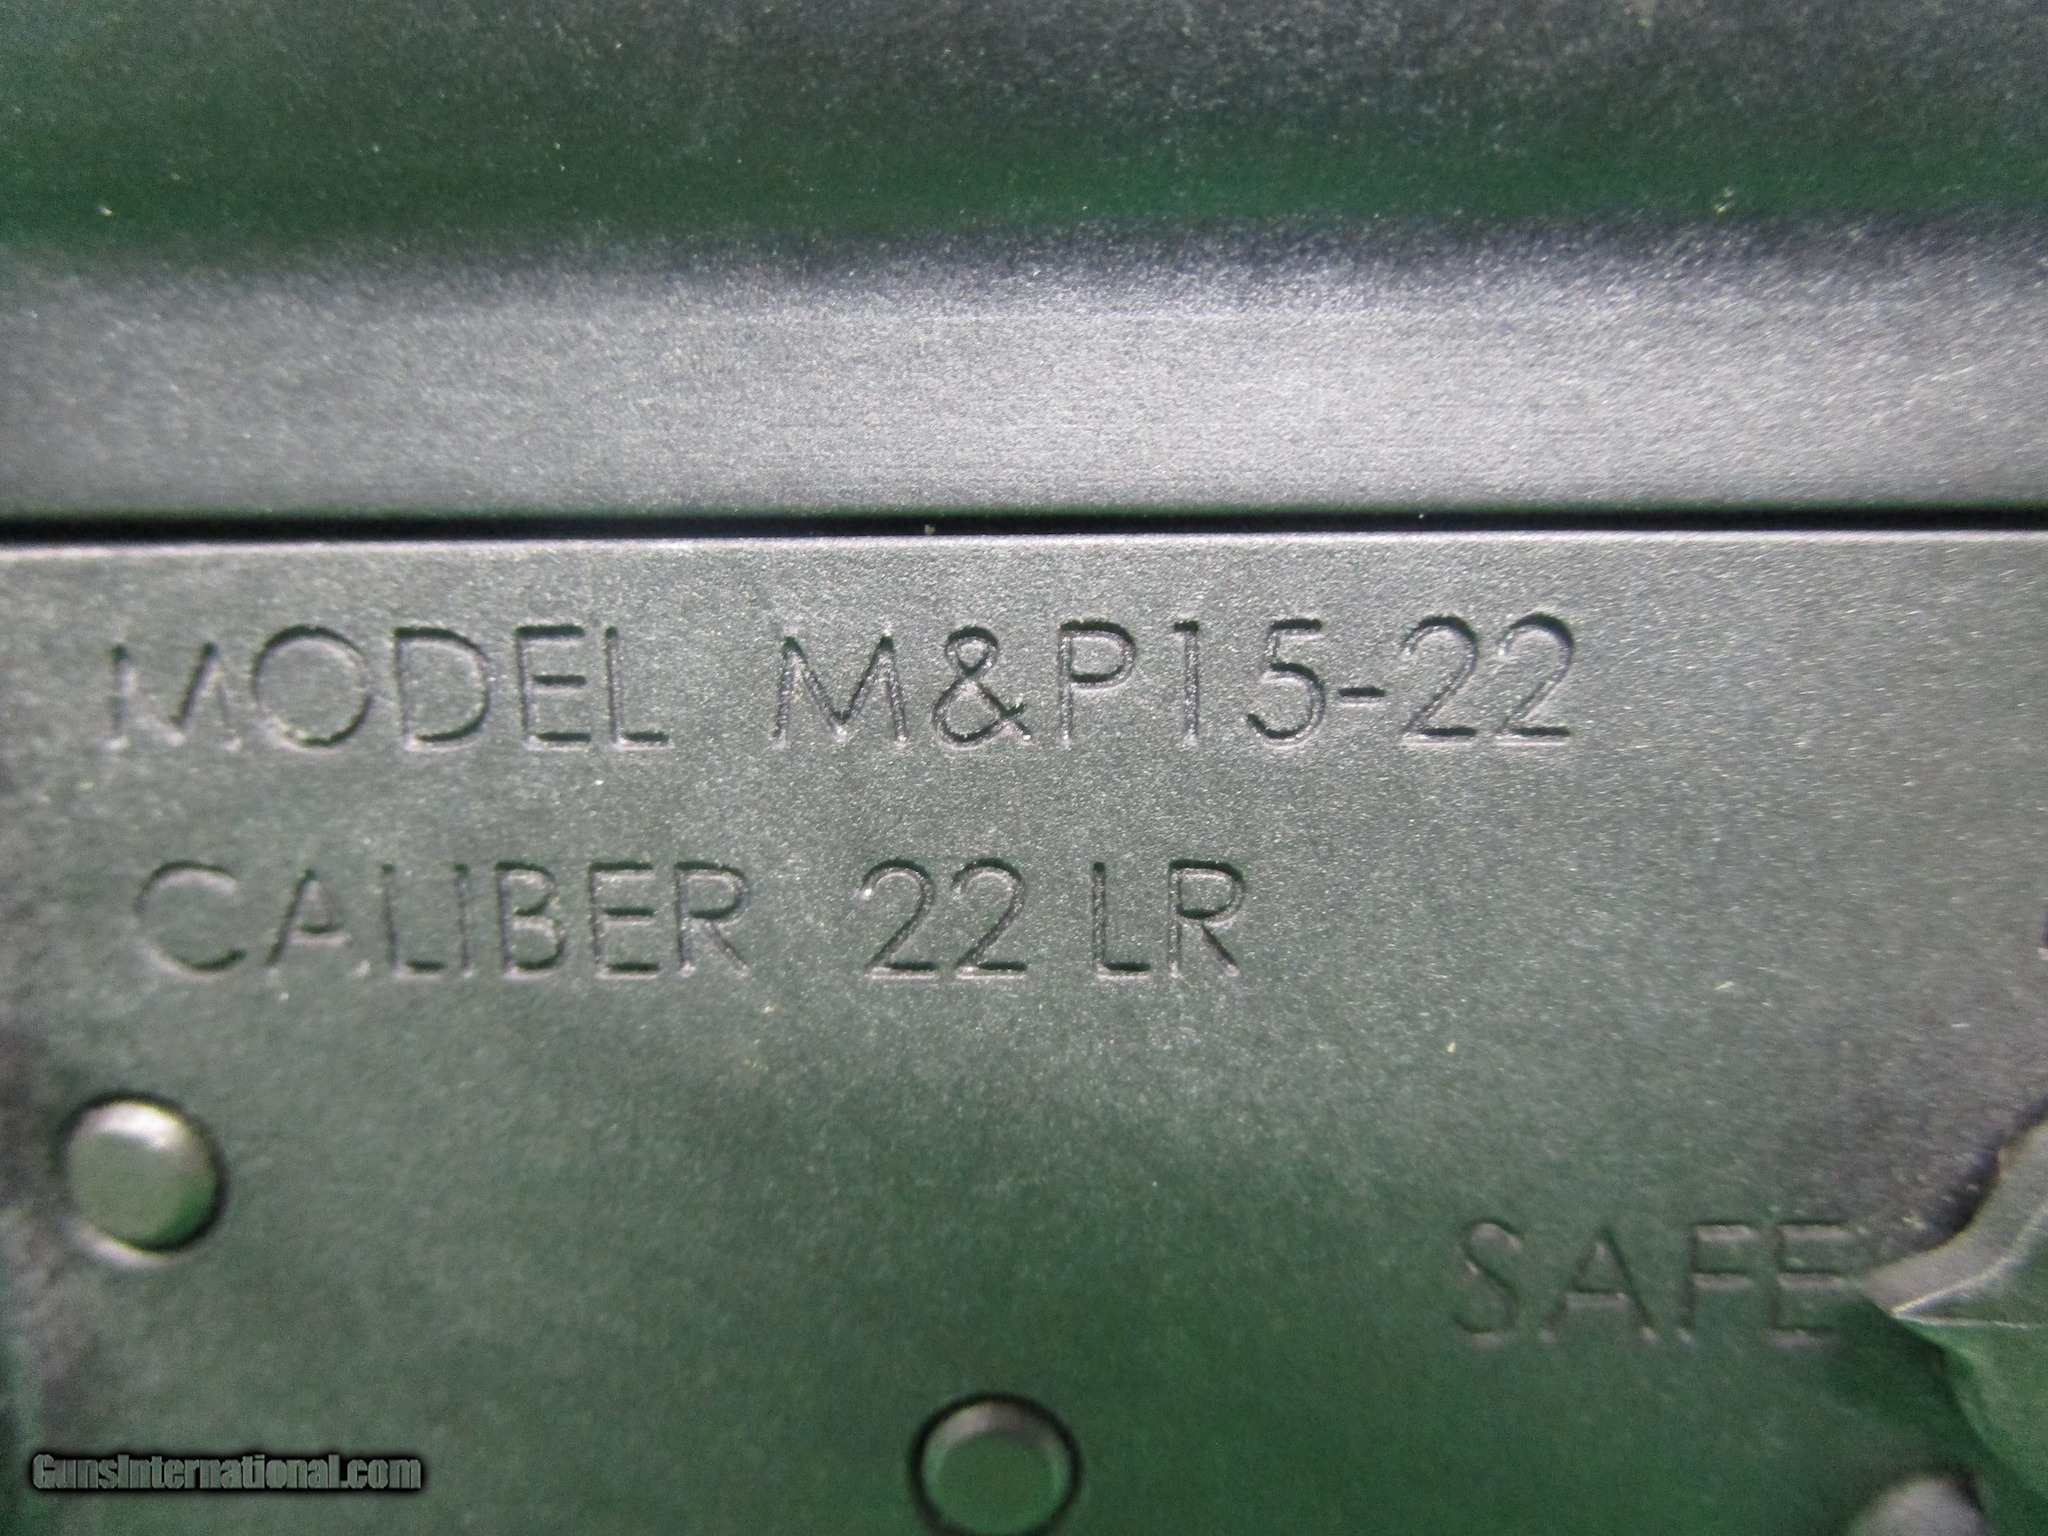 MODEL M&P15-22
CALIBER 22 LR
SAFE
GunsInternational.com